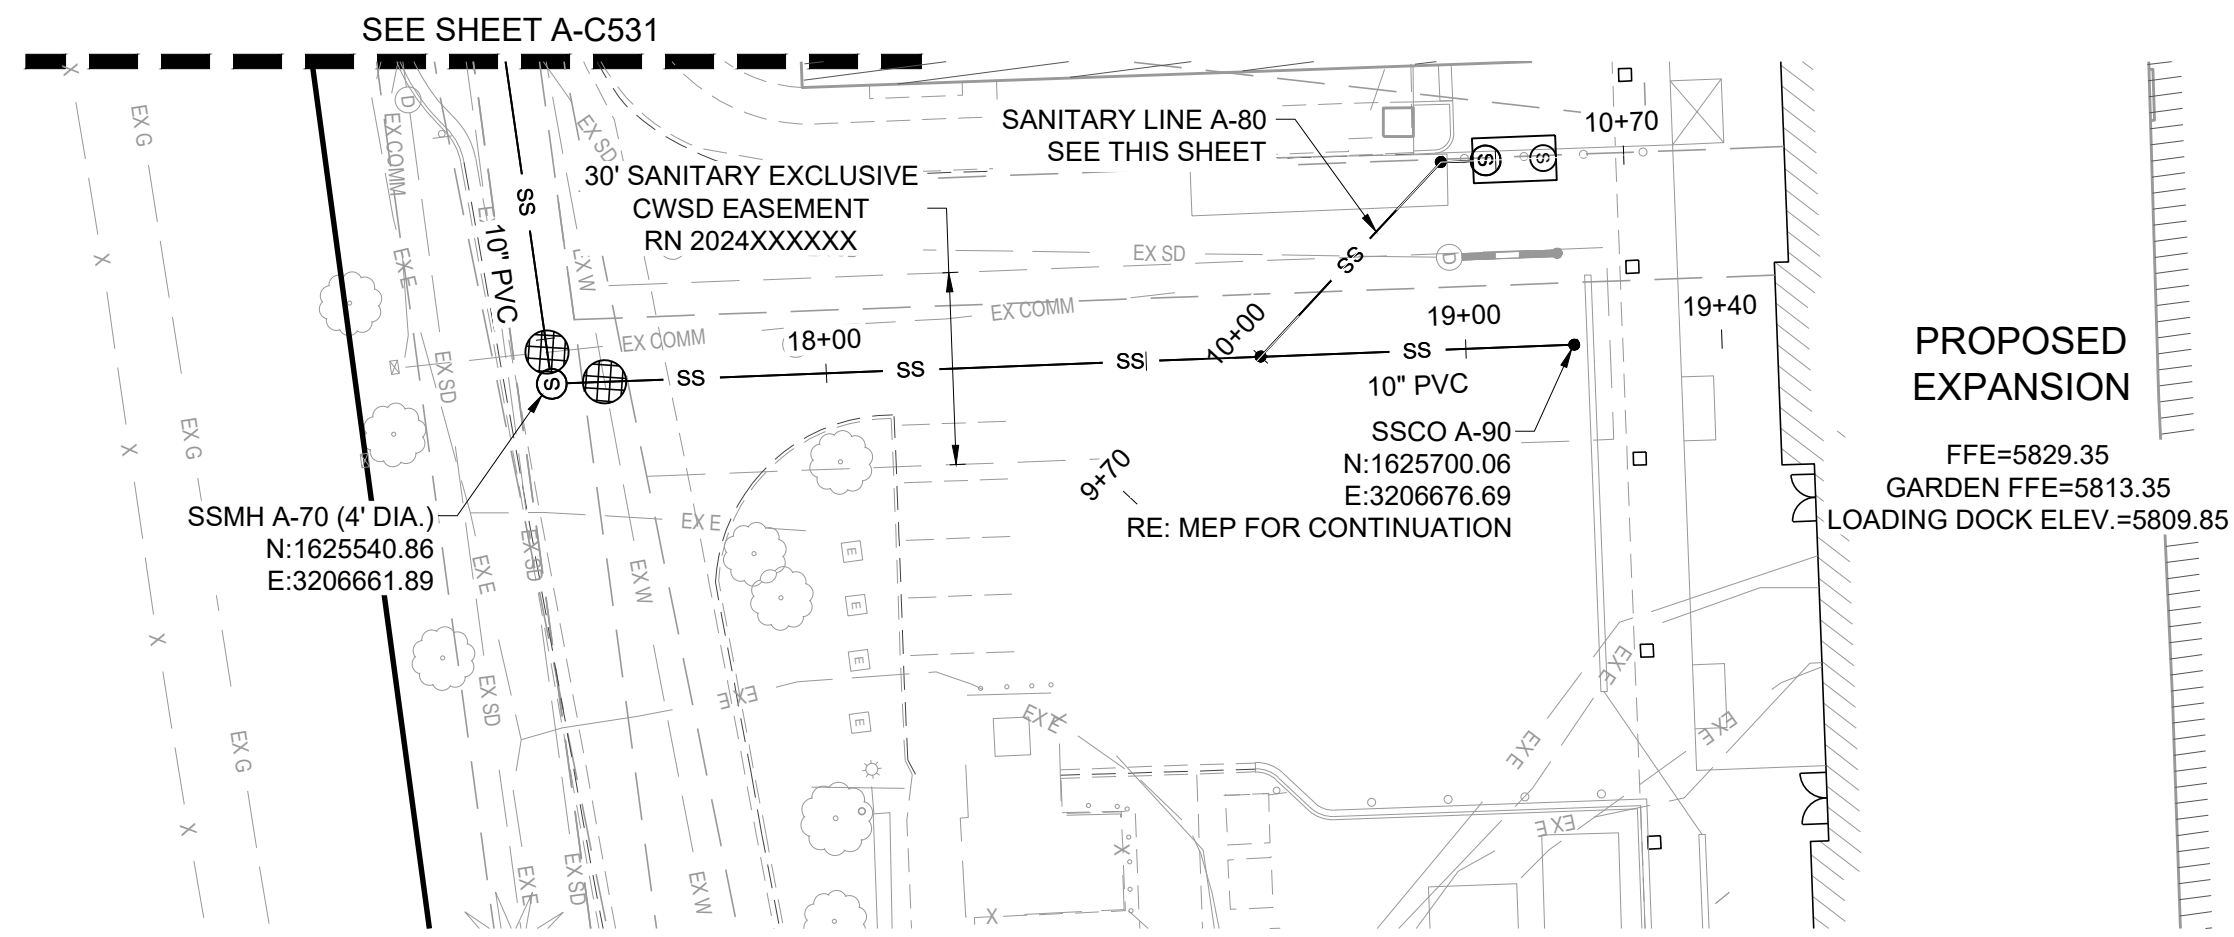 SEE SHEET A-C531
EX G
D
EX COMM
EX SD
SS
SANITARY LINE A-80
SEE THIS SHEET
10+70
S
S
30' SANITARY EXCLUSIVE
CWSD EASEMENT
RN 2024XXXXXX
E
10" PVC
EX E
EX W
EX SD
D
SS
EX COMM
EX COMM
18+00
10+00
19+00
19+40
PROPOSED
EXPANSION
S
SS
SS
SS
SS
10" PVC
EX SD
EX G
SSCO A-90
N:1625700.06
E:3206676.69
RE: MEP FOR CONTINUATION
9+70
FFE=5829.35
GARDEN FFE=5813.35
LOADING DOCK ELEV.=5809.85
SSMH A-70 (4' DIA.)
N:1625540.86
E:3206661.89
EX E
EX E
EX SD
EX W
E
E
E
E
EX SD
EX E
EX E
EX E
EX E
EX E
EX G
EX E
EX E
EX SD
EX W
X
X
X
X
X
X
X